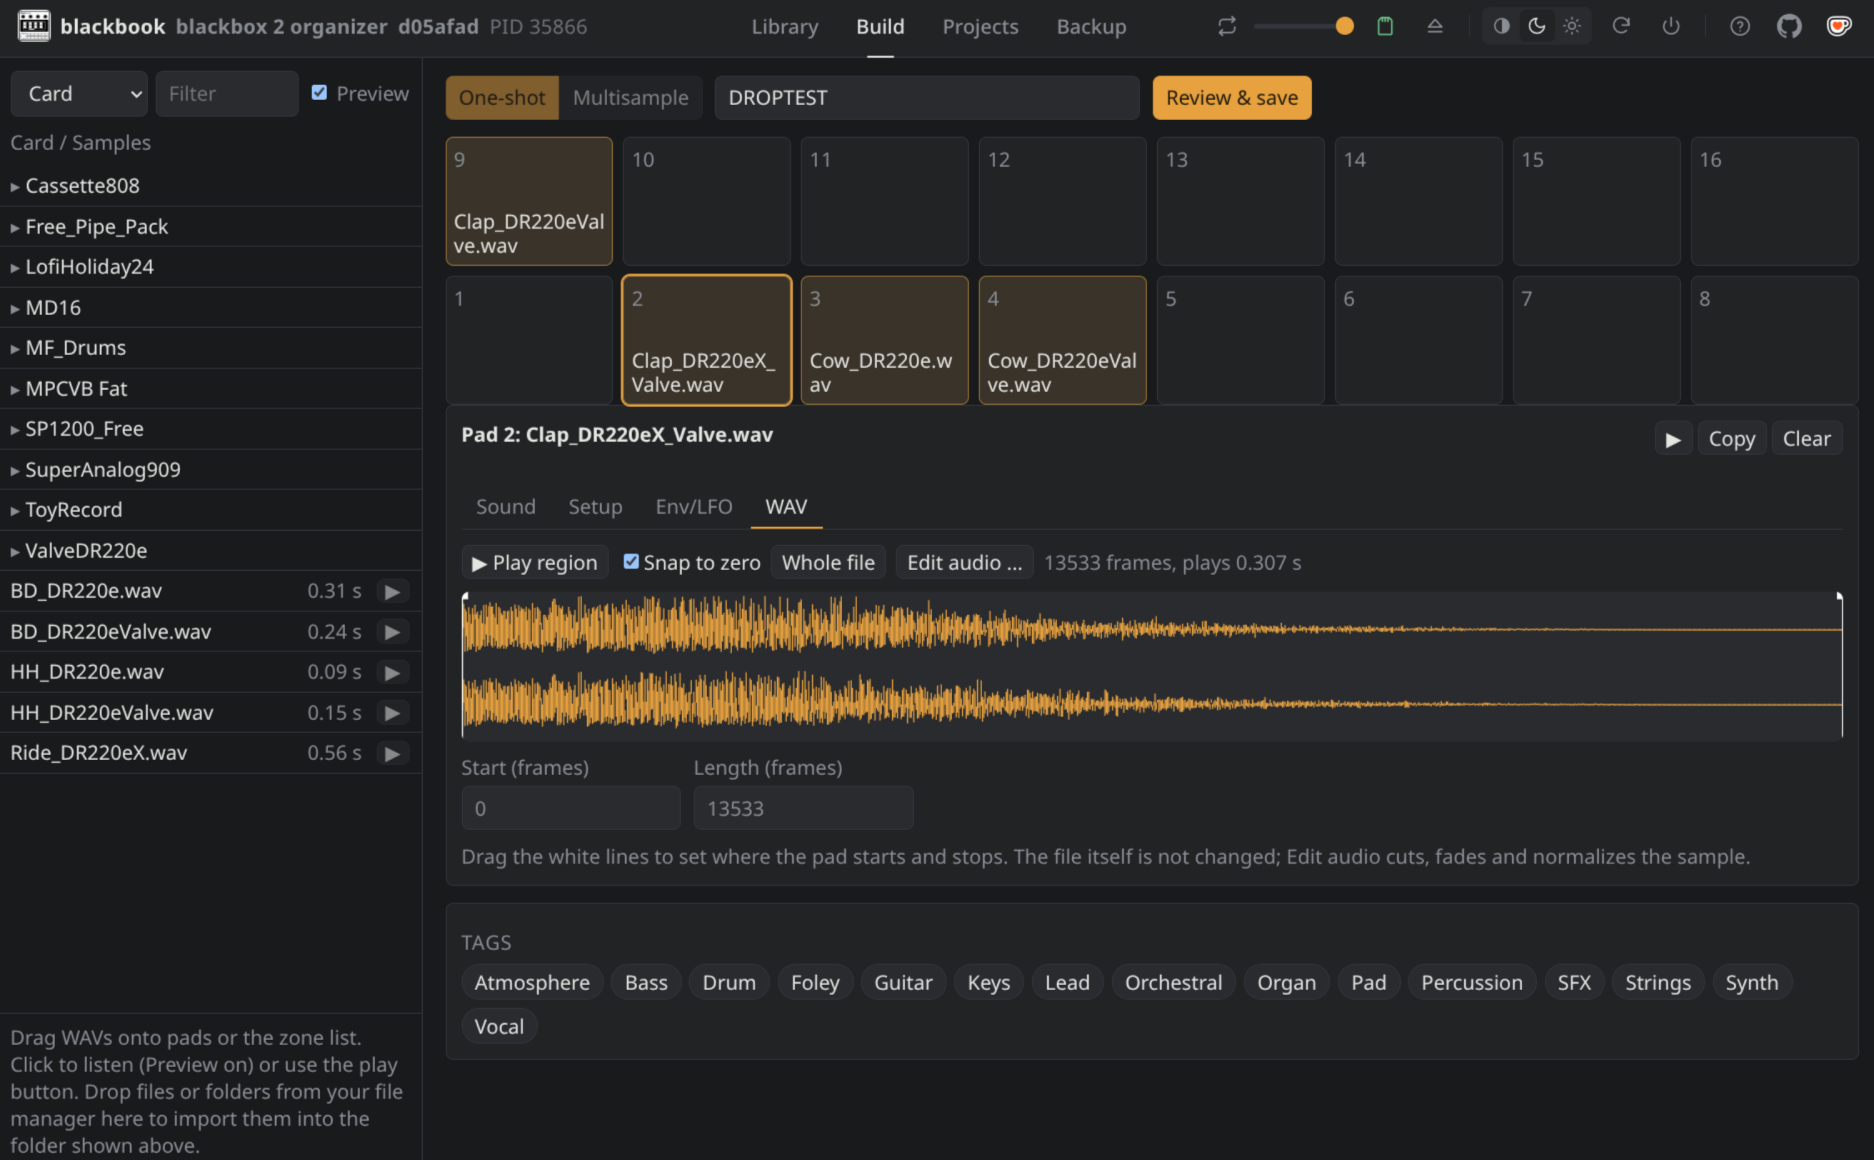 blackbook blackbox 2 organizer d05afad PID 35866
Library Build Projects Backup
Card Filter Preview
One-shot Multisample DROPTEST Review & save
Card / Samples
Cassette808
Free_Pipe_Pack
LofiHoliday24
MD16
MF_Drums
MPCVB Fat
SP1200_Free
SuperAnalog909
ToyRecord
ValveDR220e
BD_DR220e.wav 0.31 s
BD_DR220eValve.wav 0.24 s
HH_DR220e.wav 0.09 s
HH_DR220eValve.wav 0.15 s
Ride_DR220eX.wav 0.56 s
Drag WAVs onto pads or the zone list.
Click to listen (Preview on) or use the play
button. Drop files or folders from your file
manager here to import them into the
folder shown above.
9 10 11 12 13 14 15 16
Clap_DR220eVal
ve.wav
1 2 3 4 5 6 7 8
Clap_DR220eX_ Cow_DR220e.w Cow_DR220eVal
Valve.wav av ve.wav
Pad 2: Clap_DR220eX_Valve.wav Copy Clear
Sound Setup Env/LFO WAV
Play region Snap to zero Whole file Edit audio ... 13533 frames, plays 0.307 s
Start (frames) Length (frames)
0 13533
Drag the white lines to set where the pad starts and stops. The file itself is not changed; Edit audio cuts, fades and normalizes the sample.
TAGS
Atmosphere Bass Drum Foley Guitar Keys Lead Orchestral Organ Pad Percussion SFX Strings Synth
Vocal